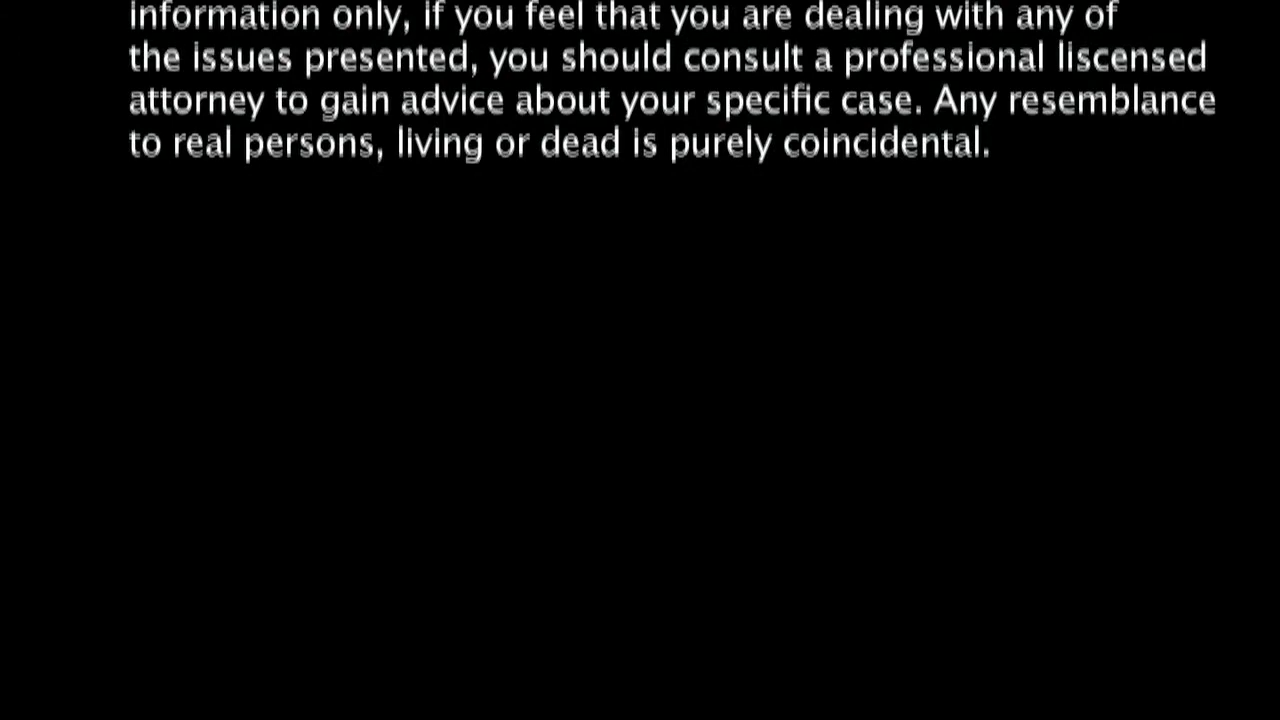 information only, if you feel that you are dealing with any of
the issues presented, you should consult a professional liscensed
attorney to gain advice about your specific case. Any resemblance
to real persons, living or dead is purely coincidental.